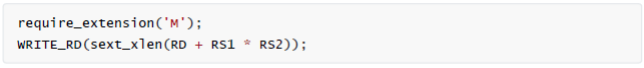 require_extension('M');
WRITE_RD(sext_xlen(RD + RS1 * RS2));